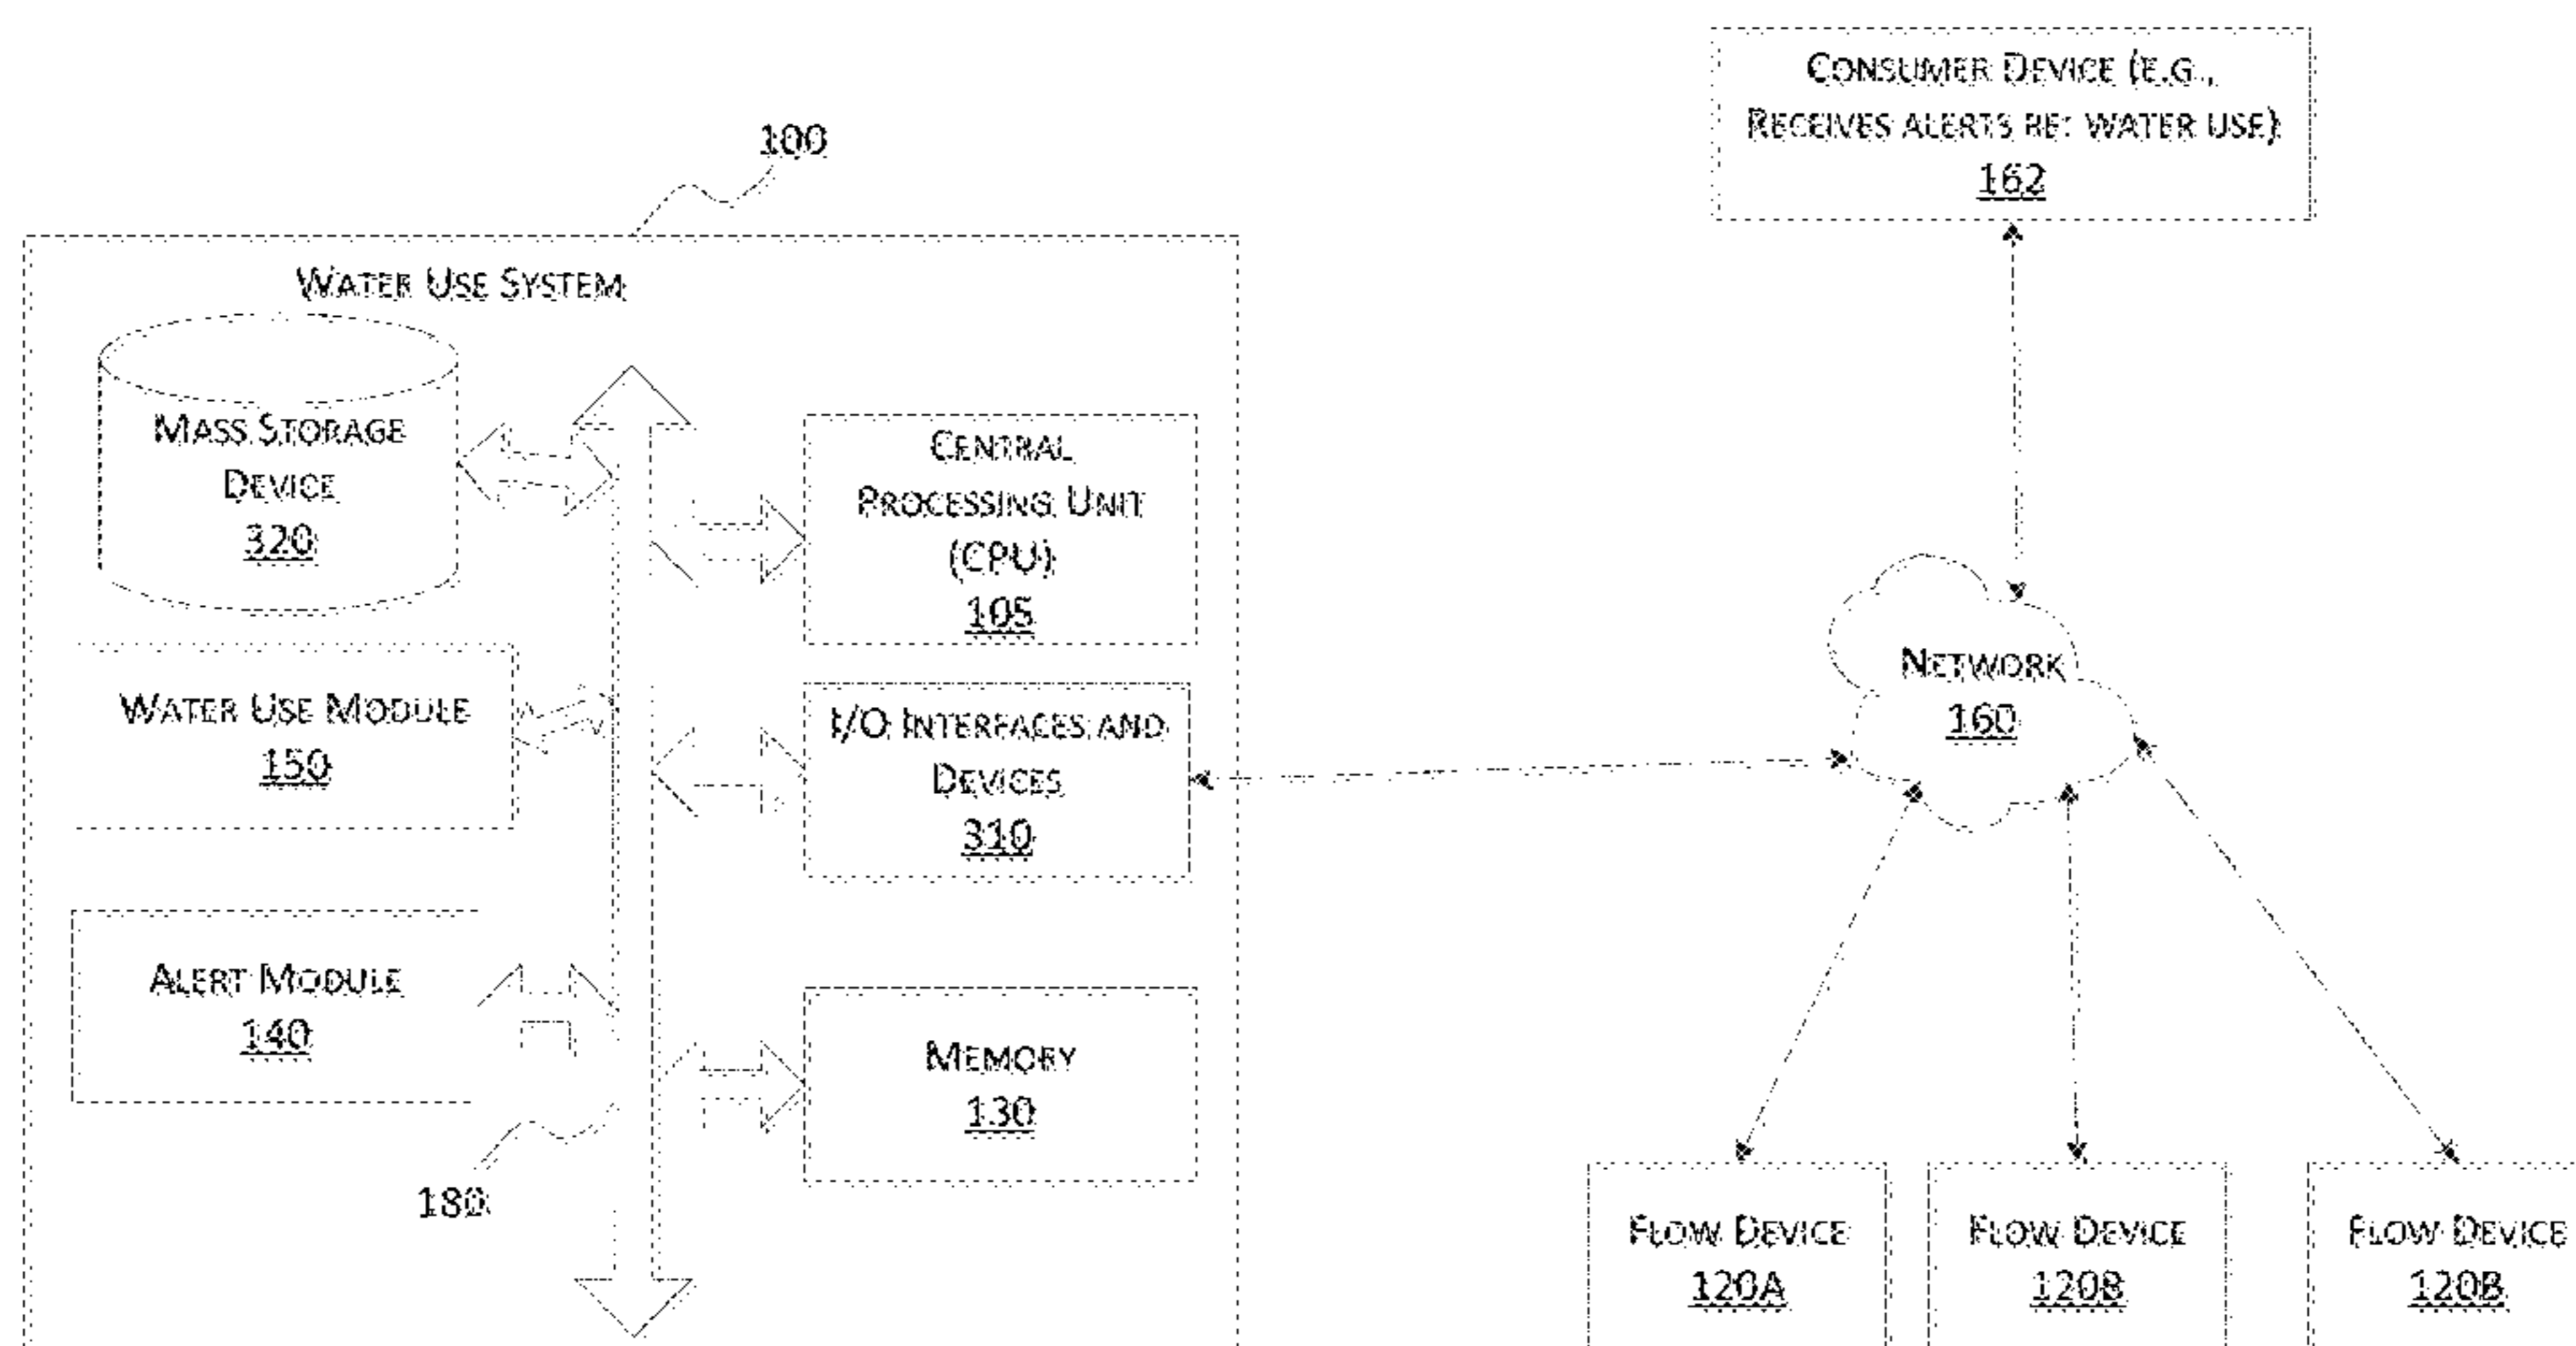 100
WATER USE SYSTEM
MASS STORAGE
DEVICE
320
CENTRAL
PROCESSING UNIT
(CPU)
105
WATER USE MODULE
150
I/O INTERFACES AND
DEVICES
310
ALERT MODULE
140
MEMORY
130
180
CONSUMER DEVICE (E.G.,
RECEIVES ALERTS RE: WATER USE)
162
NETWORK
160
FLOW DEVICE
120A
FLOW DEVICE
120B
FLOW DEVICE
120B